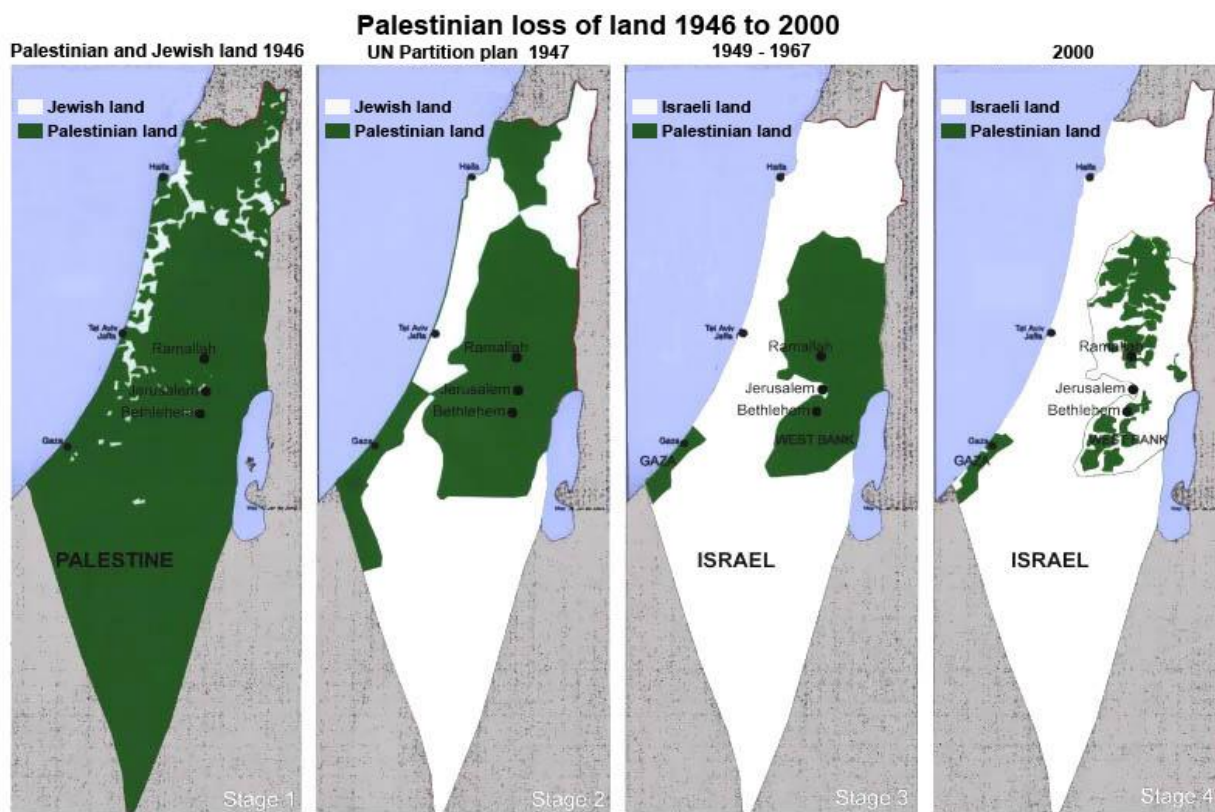 Palestinian loss of land 1946 to 2000
Palestinian and Jewish land 1946
Jewish land
Palestinian land
Haifa
Tel Aviv
Jaffa
Ramallah
Jerusalem
Bethlehem
Gaza
PALESTINE
Stage 1
UN Partition plan 1947
Jewish land
Palestinian land
Haifa
Tel Aviv
Jaffa
Ramallah
Jerusalem
Bethlehem
Gaza
Stage 2
1949 - 1967
Israeli land
Palestinian land
Haifa
Tel Aviv
Jaffa
Ramallah
Jerusalem
Bethlehem
Gaza
GAZA
WEST BANK
ISRAEL
Stage 3
2000
Israeli land
Palestinian land
Haifa
Tel Aviv
Jaffa
Ramallah
Jerusalem
Bethlehem
Gaza
GAZA
WEST BANK
ISRAEL
Stage 4